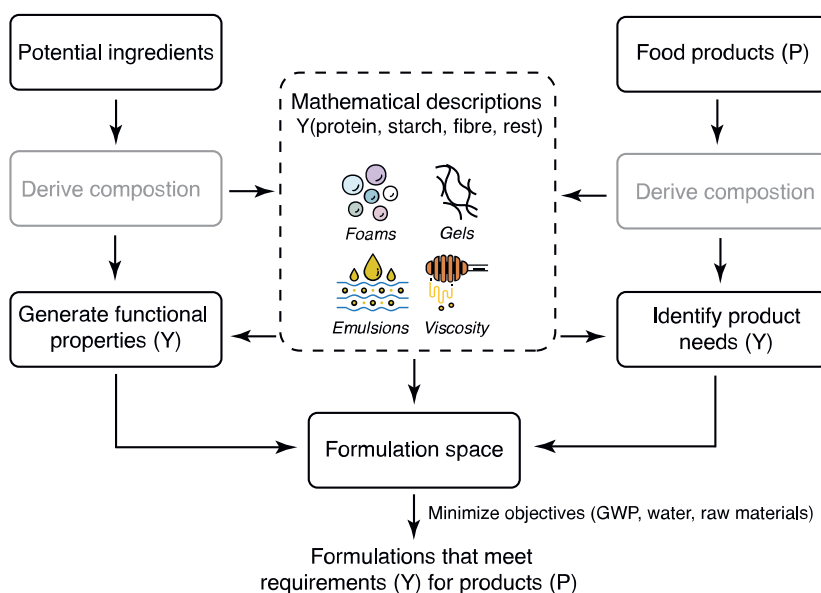 Potential ingredients
Food products (P)
Mathematical descriptions
Y(protein, starch, fibre, rest)
Derive compostion
Derive compostion
Foams
Gels
Emulsions
Viscosity
Generate functional
properties (Y)
Identify product
needs (Y)
Formulation space
Minimize objectives (GWP, water, raw materials)
Formulations that meet
requirements (Y) for products (P)